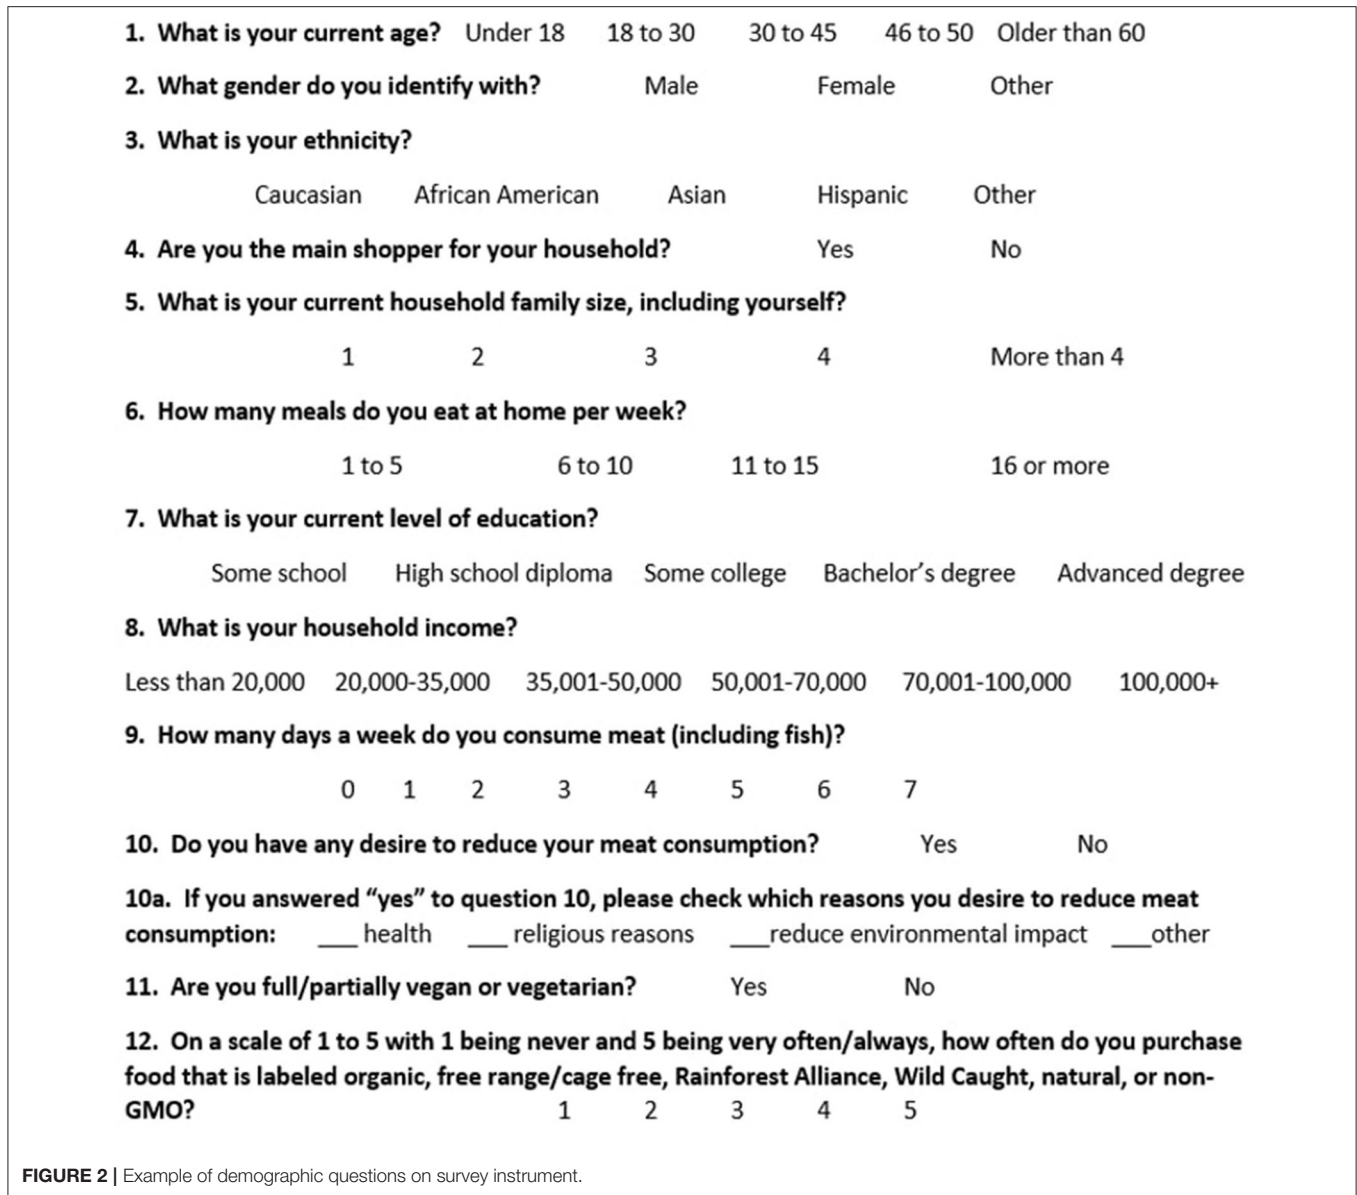 1. What is your current age? Under 18 18 to 30 30 to 45 46 to 50 Older than 60
2. What gender do you identify with? Male Female Other
3. What is your ethnicity?
Caucasian African American Asian Hispanic Other
4. Are you the main shopper for your household? Yes No
5. What is your current household family size, including yourself?
1 2 3 4 More than 4
6. How many meals do you eat at home per week?
1 to 5 6 to 10 11 to 15 16 or more
7. What is your current level of education?
Some school High school diploma Some college Bachelor’s degree Advanced degree
8. What is your household income?
Less than 20,000 20,000-35,000 35,001-50,000 50,001-70,000 70,001-100,000 100,000+
9. How many days a week do you consume meat (including fish)?
0 1 2 3 4 5 6 7
10. Do you have any desire to reduce your meat consumption? Yes No
10a. If you answered “yes” to question 10, please check which reasons you desire to reduce meat
consumption: ___ health ___ religious reasons ___reduce environmental impact ___other
11. Are you full/partially vegan or vegetarian? Yes No
12. On a scale of 1 to 5 with 1 being never and 5 being very often/always, how often do you purchase
food that is labeled organic, free range/cage free, Rainforest Alliance, Wild Caught, natural, or non-
GMO? 1 2 3 4 5
FIGURE 2 | Example of demographic questions on survey instrument.